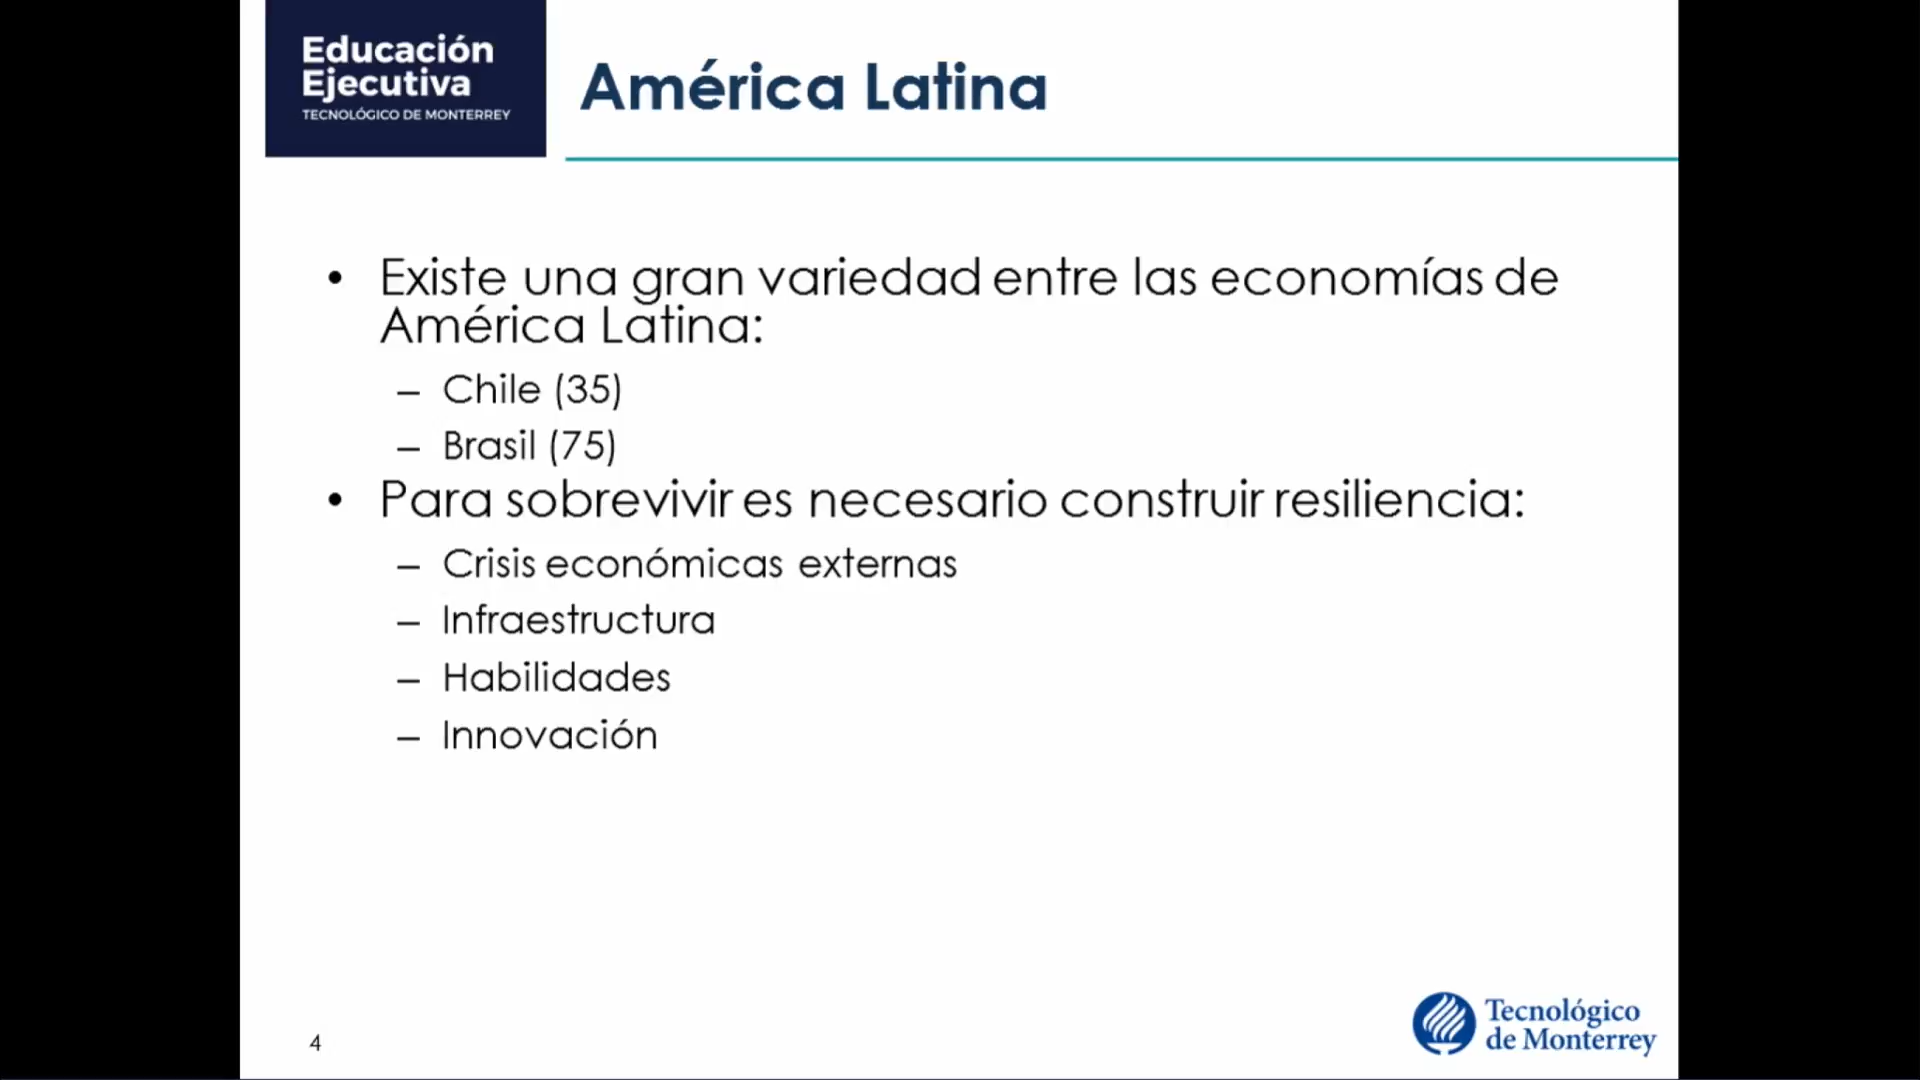 Educación
Ejecutiva
TECNOLÓGICO DE MONTERREY
América Latina
• Existe una gran variedad entre las economías de
América Latina:
– Chile (35)
– Brasil (75)
• Para sobrevivir es necesario construir resiliencia:
– Crisis económicas externas
– Infraestructura
– Habilidades
– Innovación
4
Tecnológico
de Monterrey